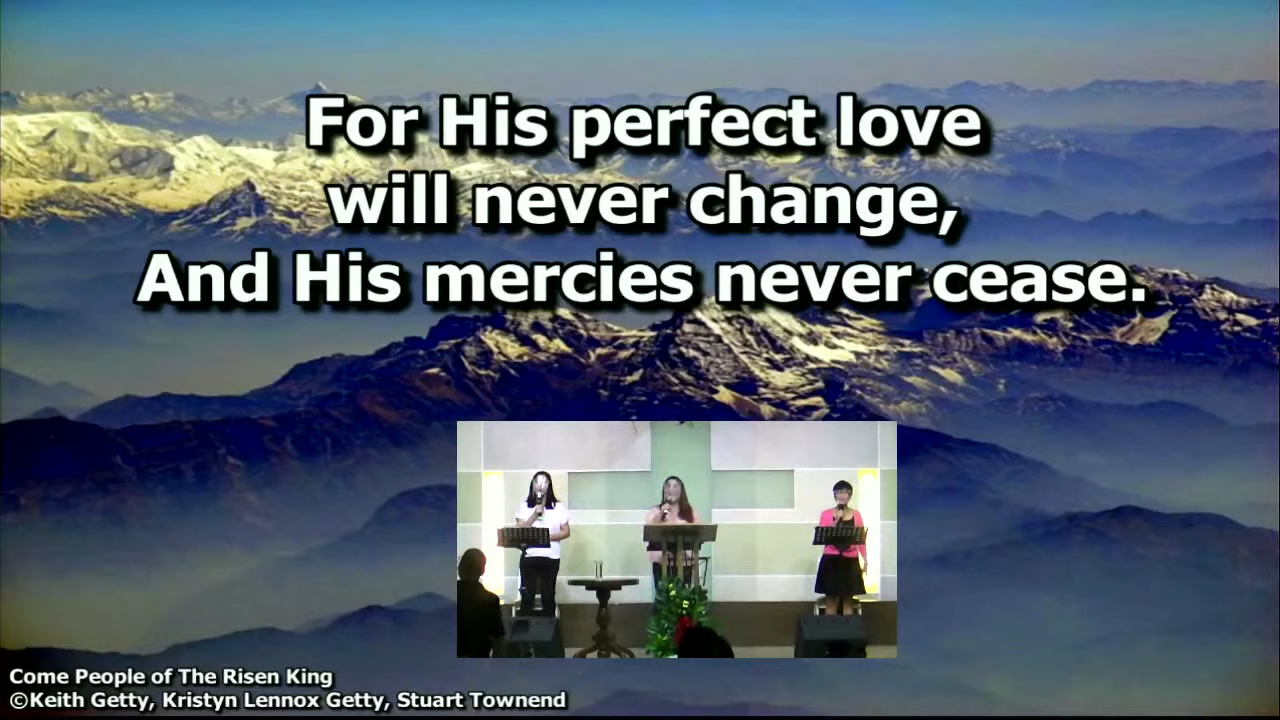 For His perfect love
will never change,
And His mercies never cease.
Come People of The Risen King
©Keith Getty, Kristyn Lennox Getty, Stuart Townend